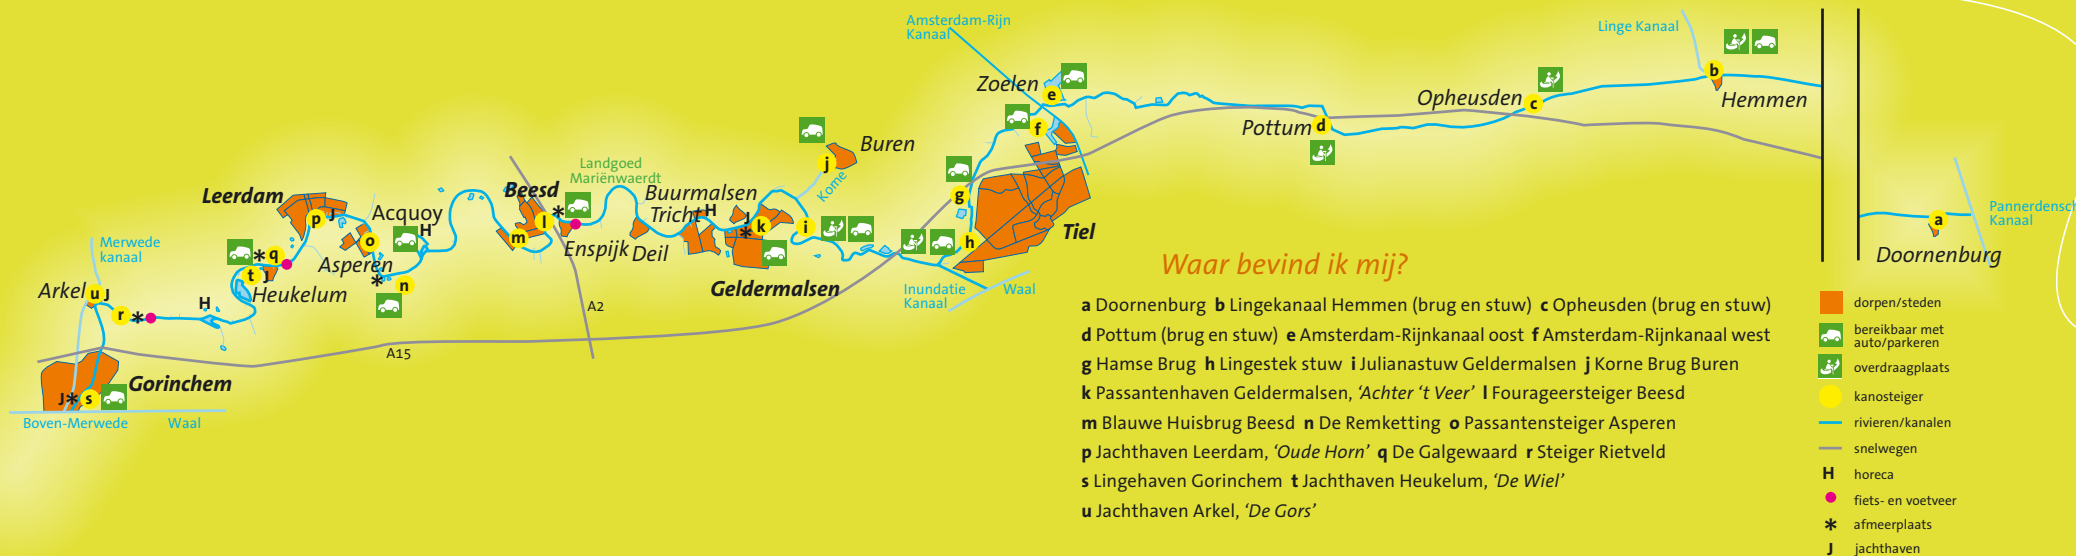 Amsterdam-Rijn
Kanaal
Linge Kanaal
b
Hemmen
Zoelen
e
Opheusden
c
f
Pottum
d
Buren
j
Korne
Landgoed
Mariënwaerdt
Leerdam
p
J
Acquoy
H
Beesd
*
l
m
Enspijk
Deil
Buurmalsen
Tricht
H
J
*
k
i
Geldermalsen
g
h
Tiel
a
Doornenburg
Pannerdensch
Kanaal
Merwede
kanaal
Arkel
u
J
r
*
H
*
q
t
J
Heukelum
o
Asperen
*
n
A2
A15
Inundatie
Kanaal
Waal
Gorinchem
J
*
s
Boven-Merwede
Waal
Waar bevind ik mij?
a Doornenburg b Lingekanaal Hemmen (brug en stuw) c Opheusden (brug en stuw)
d Pottum (brug en stuw) e Amsterdam-Rijnkanaal oost f Amsterdam-Rijnkanaal west
g Hamse Brug h Lingestek stuw i Julianastuw Geldermalsen j Korne Brug Buren
k Passantenhaven Geldermalsen, ‘Achter ‘t Veer’ l Fourageersteiger Beesd
m Blauwe Huisbrug Beesd n De Remketting o Passantensteiger Asperen
p Jachthaven Leerdam, ‘Oude Horn’ q De Galgewaard r Steiger Rietveld
s Lingehaven Gorinchem t Jachthaven Heukelum, ‘De Wiel’
u Jachthaven Arkel, ‘De Gors’
dorpen/steden
bereikbaar met
auto/parkeren
overdraagplaats
kanosteiger
rivieren/kanalen
snelwegen
H horeca
fiets- en voetveer
* afmeerplaats
J jachthaven